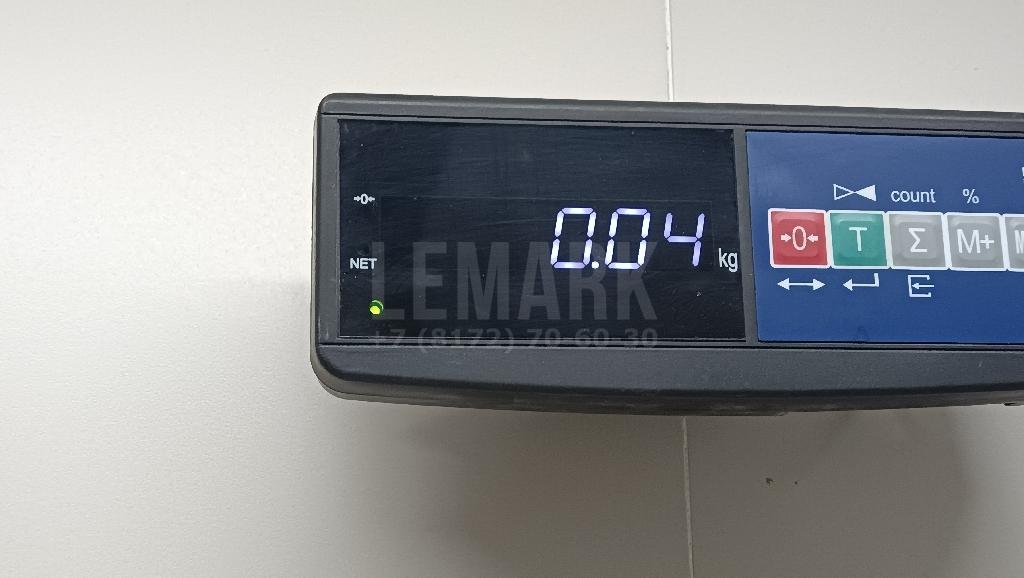 →0←
NET
0.04 kg
count %
→0← T Σ M+
LEMARK
+7 (8172) 70-60-30